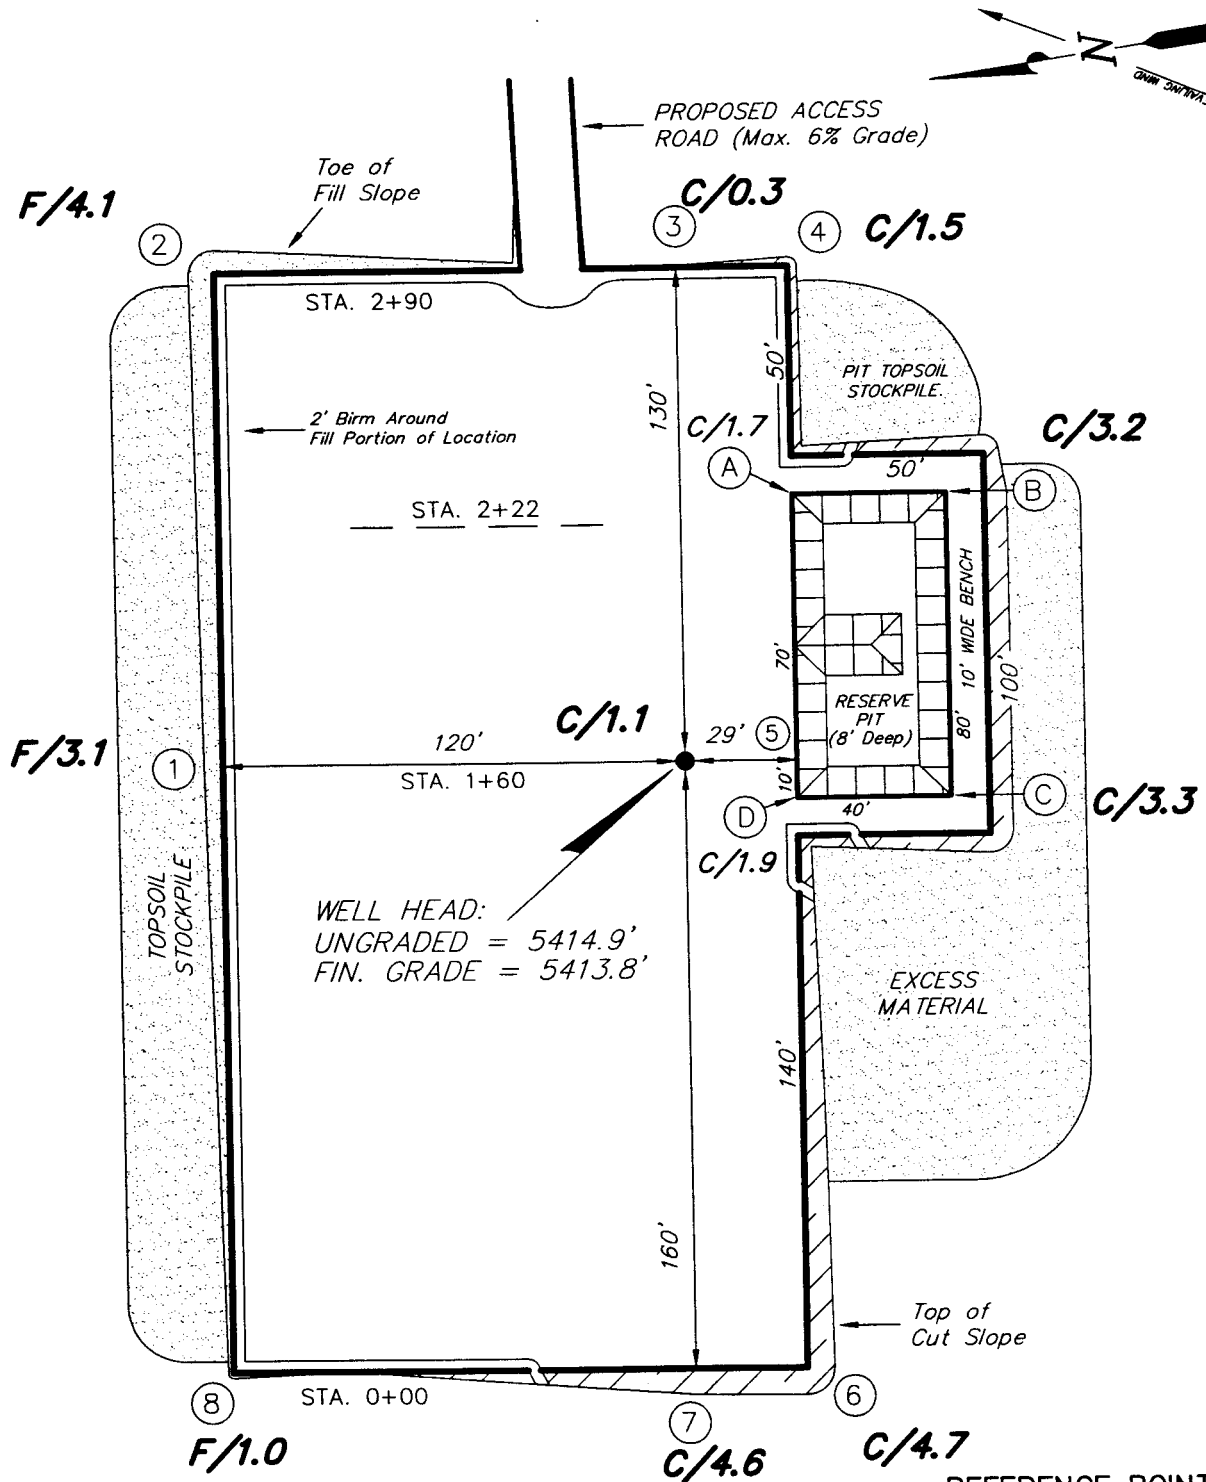 N
PROPOSED ACCESS
ROAD (Max. 6% Grade)
Toe of
Fill Slope
F/4.1
C/0.3
2
3
4
C/1.5
STA. 2+90
50'
130'
PIT TOPSOIL
STOCKPILE.
2' Birm Around
Fill Portion of Location
C/1.7
C/3.2
A
50'
B
STA. 2+22
10' WIDE BENCH
70'
100'
RESERVE
PIT
(8' Deep)
80'
C/1.1
F/3.1
1
120'
29'
5
STA. 1+60
10'
D
40'
C
C/3.3
C/1.9
TOPSOIL
STOCKPILE
WELL HEAD:
UNGRADED = 5414.9'
FIN. GRADE = 5413.8'
EXCESS
MATERIAL
140'
160'
Top of
Cut Slope
8
STA. 0+00
6
7
F/1.0
C/4.6
C/4.7